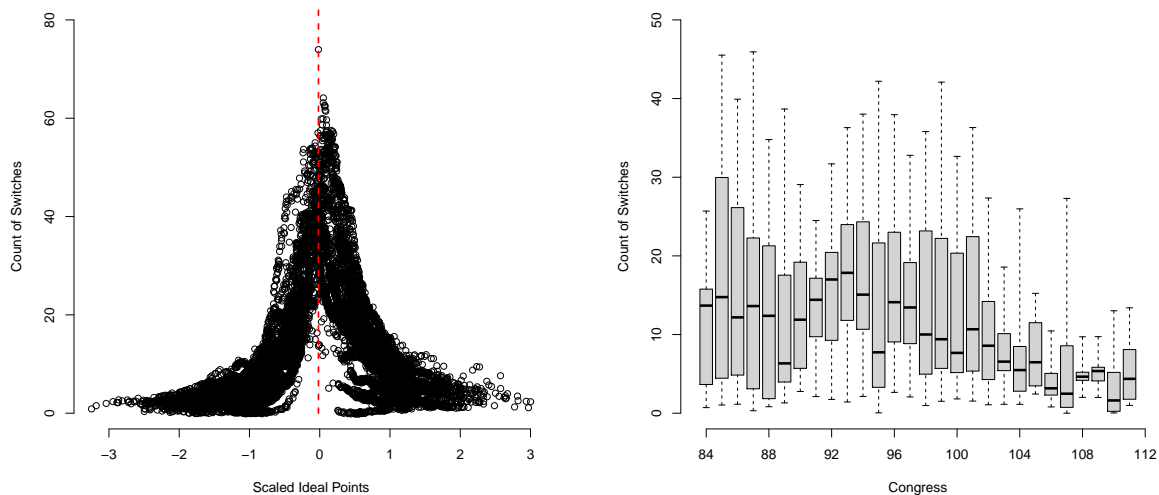 80
60
40
20
0
Count of Switches
−3 −2 −1 0 1 2 3
Scaled Ideal Points
50
40
30
20
10
0
Count of Switches
84 88 92 96 100 104 108 112
Congress